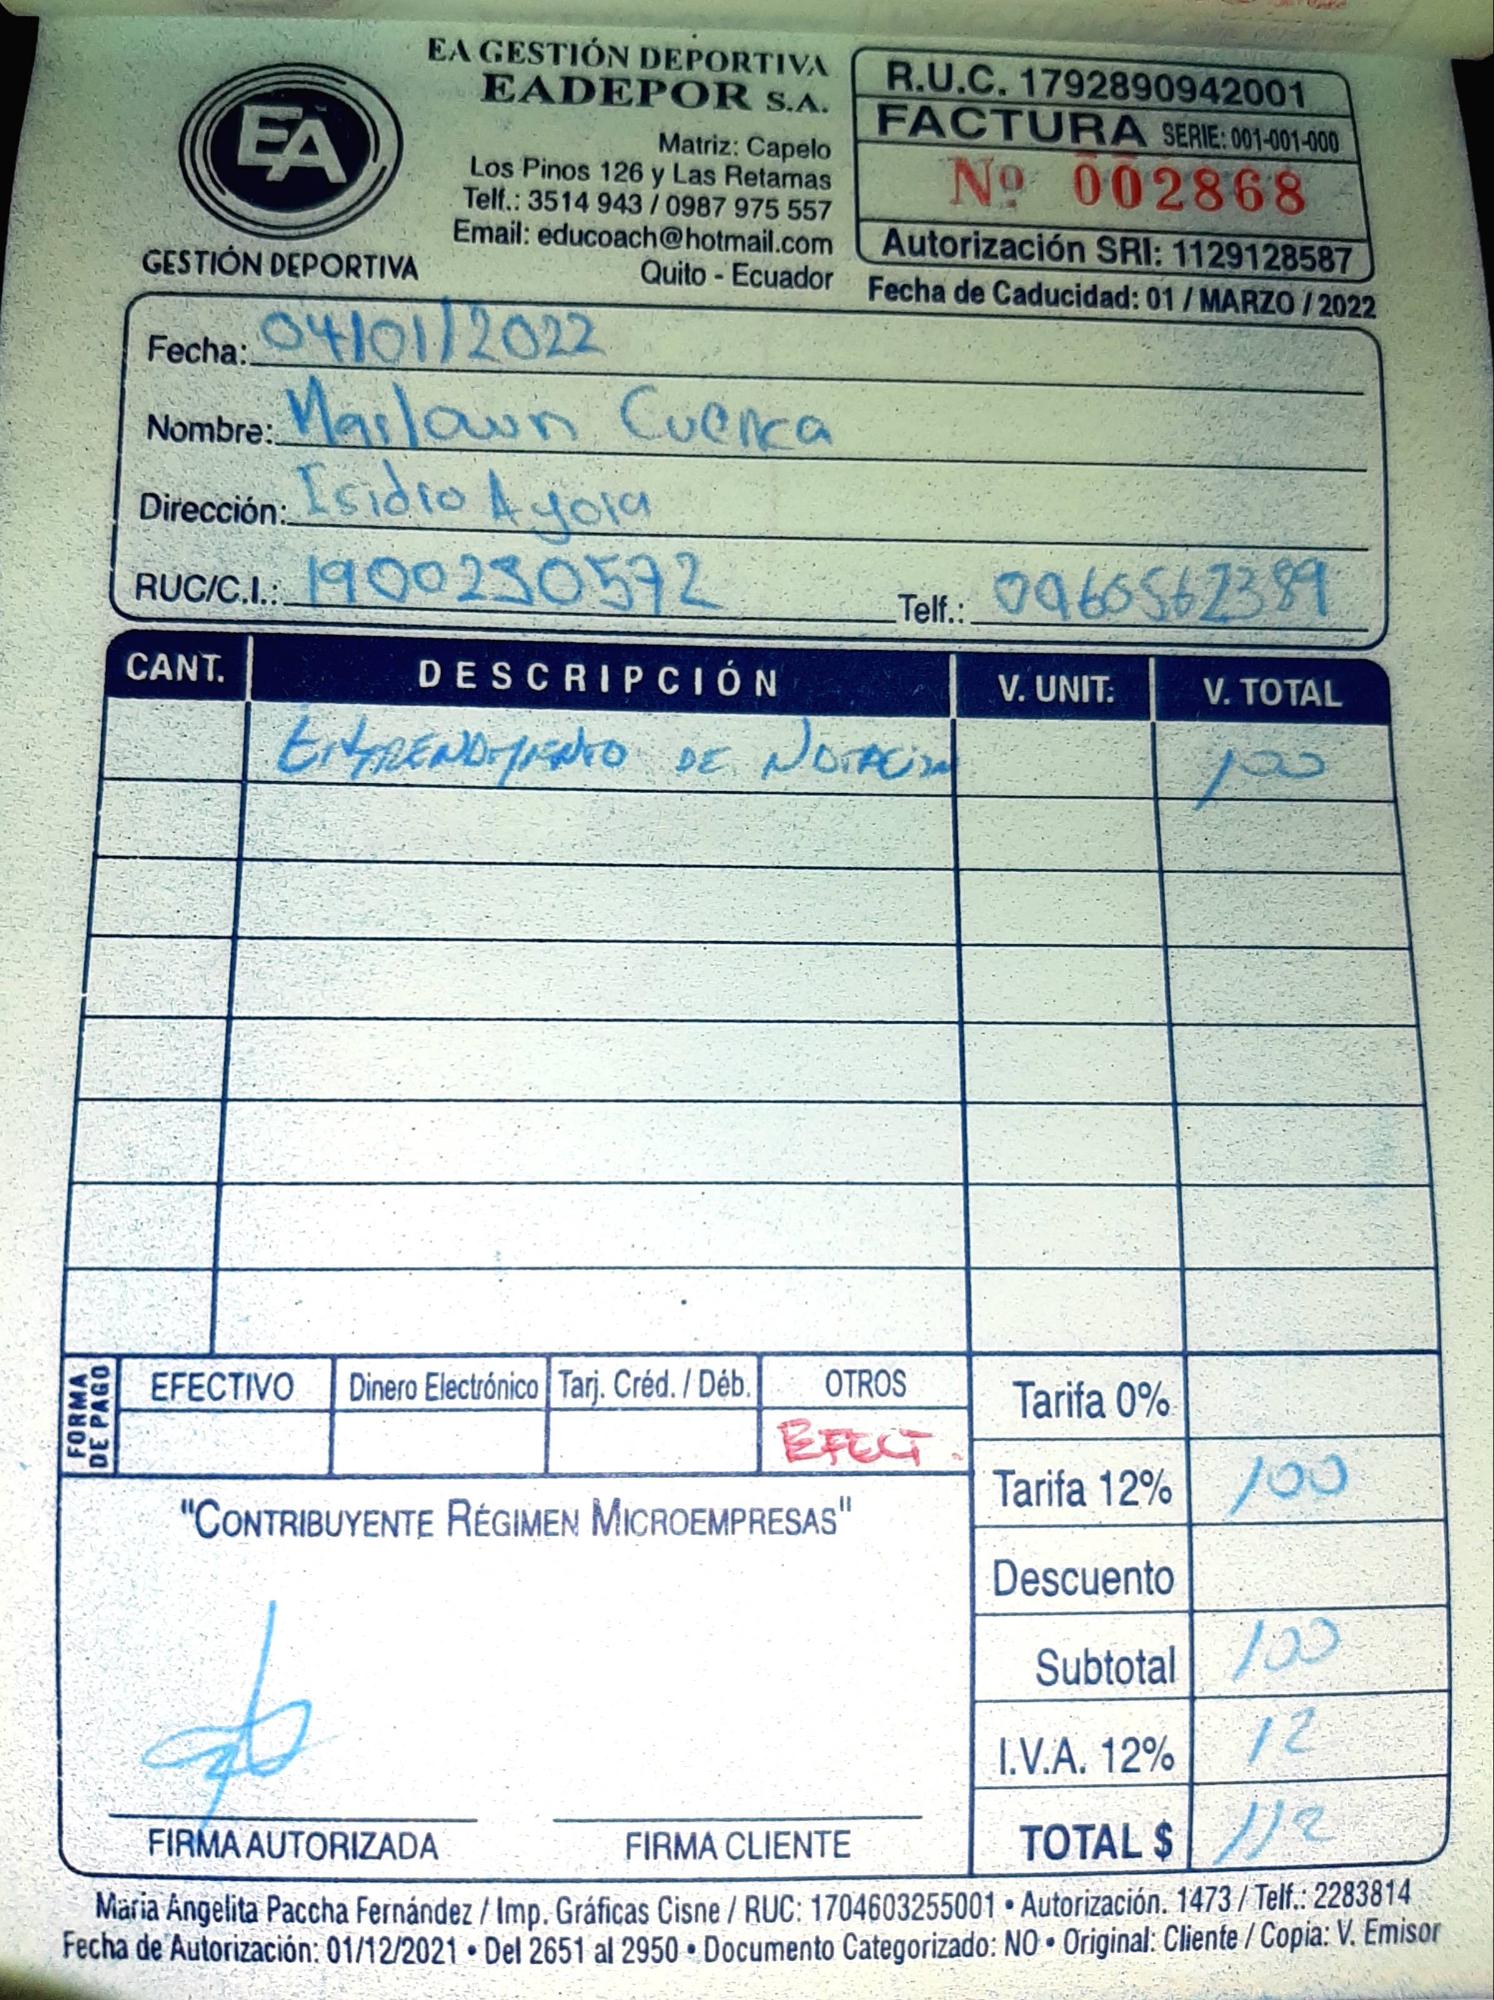 EA GESTIÓN DEPORTIVA
EADEPOR S.A.
Matriz: Capelo
Los Pinos 126 y Las Retamas
Telf.: 3514 943 / 0987 975 557
Email: educoach@hotmail.com
Quito - Ecuador
EA
GESTIÓN DEPORTIVA
R.U.C. 1792890942001
FACTURA SERIE: 001-001-000
Nº 002868
Autorización SRI: 1129128587
Fecha de Caducidad: 01 / MARZO / 2022
Fecha: 04/01/2022
Nombre: Marlown Cuenca
Dirección: Isidro Ayora
RUC/C.I.: 1900230572 Telf.: 0960562389
CANT. DESCRIPCIÓN V. UNIT. V. TOTAL
DE 100
FORMA DE PAGO
EFECTIVO Dinero Electrónico Tarj. Créd. / Déb. OTROS
EFECT.
Tarifa 0%
Tarifa 12% 100
Descuento
Subtotal 100
I.V.A. 12% 12
TOTAL $ 112
"CONTRIBUYENTE RÉGIMEN MICROEMPRESAS"
FIRMA AUTORIZADA FIRMA CLIENTE
Maria Angelita Paccha Fernández / Imp. Gráficas Cisne / RUC: 1704603255001 • Autorización. 1473 / Telf.: 2283814
Fecha de Autorización: 01/12/2021 • Del 2651 al 2950 • Documento Categorizado: NO • Original: Cliente / Copia: V. Emisor